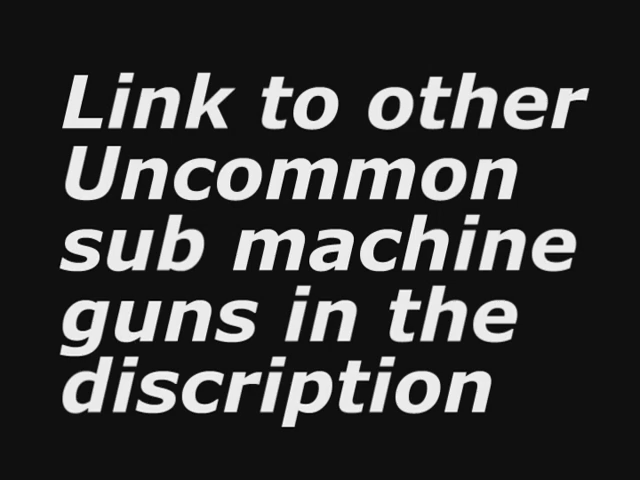 Link to other
Uncommon
sub machine
guns in the
discription